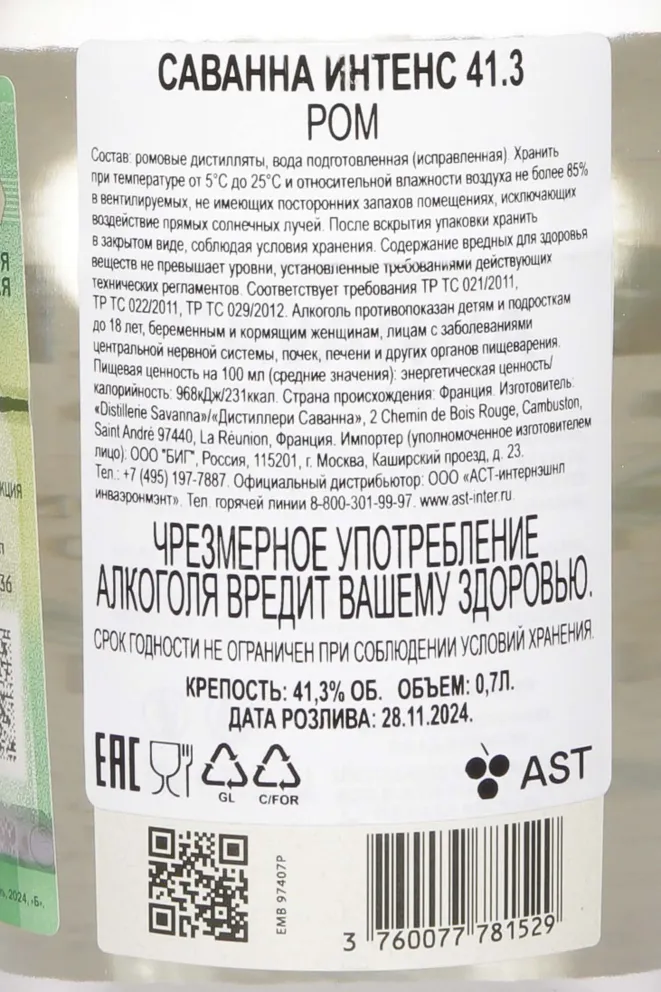 САВАННА ИНТЕНС 41.3
РОМ
Состав: ромовые дистилляты, вода подготовленная (исправленная). Хранить
при температуре от 5°С до 25°С и относительной влажности воздуха не более 85%
в вентилируемых, не имеющих посторонних запахов помещениях, исключающих
воздействие прямых солнечных лучей. После вскрытия упаковки хранить
в закрытом виде, соблюдая условия хранения. Содержание вредных для здоровья
веществ не превышает уровни, установленные требованиями действующих
технических регламентов. Соответствует требования ТР ТС 021/2011,
ТР ТС 022/2011, ТР ТС 029/2012. Алкоголь противопоказан детям и подросткам
до 18 лет, беременным и кормящим женщинам, лицам с заболеваниями
центральной нервной системы, почек, печени и других органов пищеварения.
Пищевая ценность на 100 мл (средние значения): энергетическая ценность/
калорийность: 968кДж/231ккал. Страна происхождения: Франция. Изготовитель:
«Distillerie Savanna»/«Дистиллери Саванна», 2 Chemin de Bois Rouge, Cambuston,
Saint André 97440, La Réunion, Франция. Импортер (уполномоченное изготовителем
лицо): ООО "БИГ", Россия, 115201, г. Москва, Каширский проезд, д. 23.
Тел.: +7 (495) 197-7887. Официальный дистрибьютор: ООО «АСТ-интернэшнл
инваэронмэнт». Тел. горячей линии 8-800-301-99-97. www.ast-inter.ru.
ЧРЕЗМЕРНОЕ УПОТРЕБЛЕНИЕ
АЛКОГОЛЯ ВРЕДИТ ВАШЕМУ ЗДОРОВЬЮ.
СРОК ГОДНОСТИ НЕ ОГРАНИЧЕН ПРИ СОБЛЮДЕНИИ УСЛОВИЙ ХРАНЕНИЯ.
КРЕПОСТЬ: 41,3% ОБ. ОБЪЕМ: 0,7Л.
ДАТА РОЗЛИВА: 28.11.2024.
EAC
GL
C/FOR
AST
EMB 97407P
3 760077 781529
36
2024, «Б».